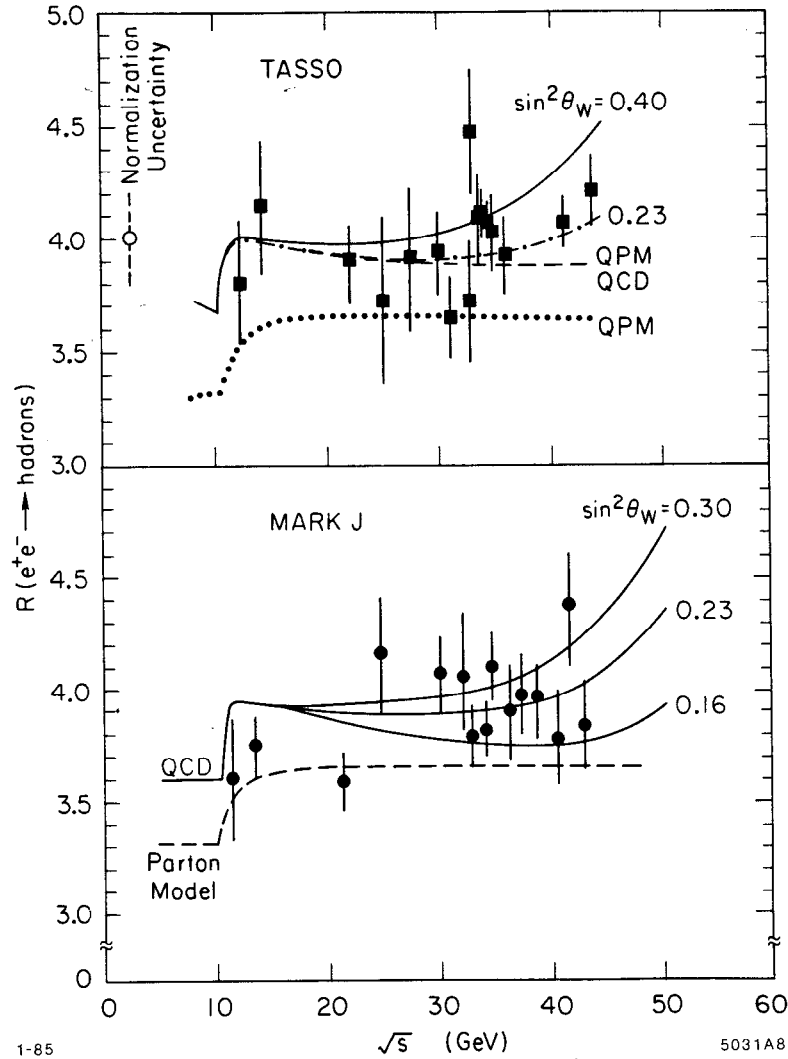 5.0
TASSO
sin²θ_W = 0.40
--- Normalization
Uncertainty
4.5
0.23
4.0
QPM
QCD
QPM
3.5
3.0
R (e⁺e⁻ → hadrons)
MARK J
sin²θ_W = 0.30
4.5
0.23
4.0
0.16
QCD
3.5
Parton
Model
3.0
0
0 10 20 30 40 50 60
√s (GeV)
1-85
5031A8